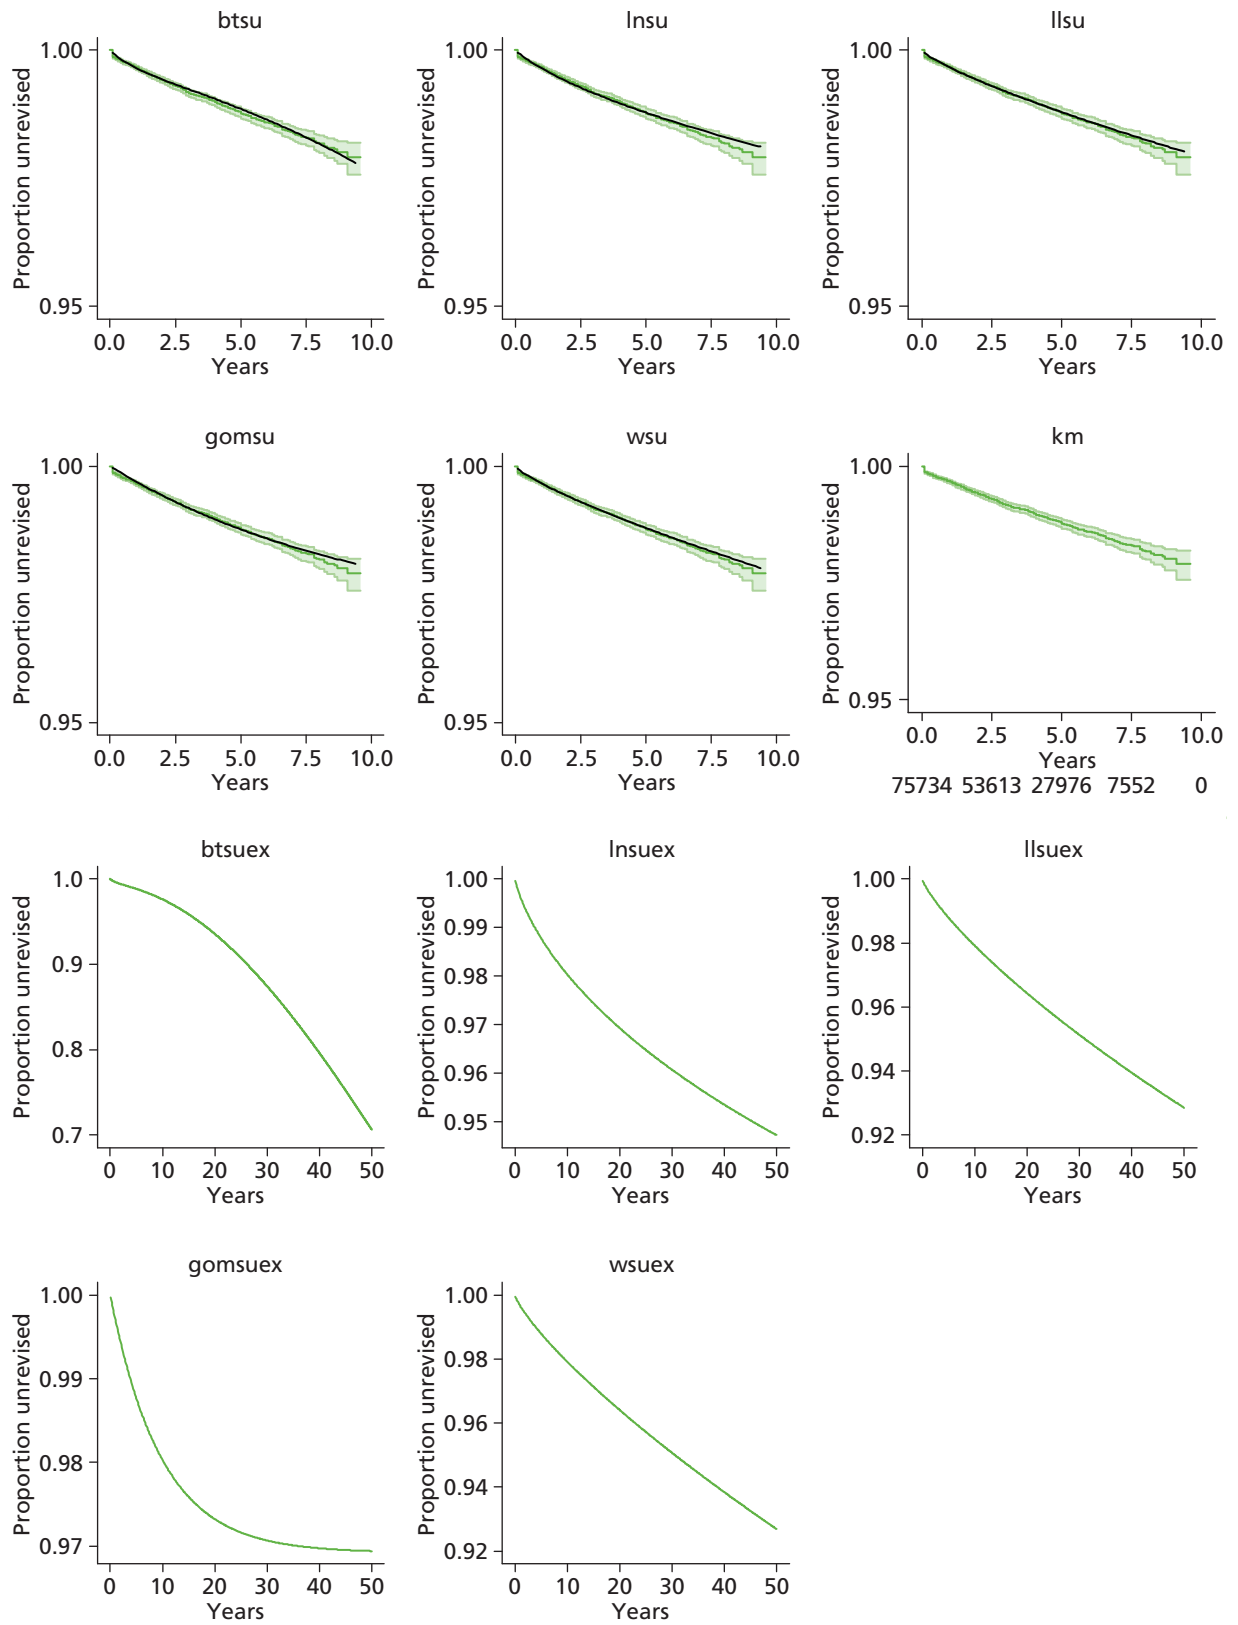 btsu
lnsu
llsu
1.00
0.95
Proportion unrevised
0.0 2.5 5.0 7.5 10.0
Years
1.00
0.95
Proportion unrevised
0.0 2.5 5.0 7.5 10.0
Years
1.00
0.95
Proportion unrevised
0.0 2.5 5.0 7.5 10.0
Years
gomsu
wsu
km
1.00
0.95
Proportion unrevised
0.0 2.5 5.0 7.5 10.0
Years
1.00
0.95
Proportion unrevised
0.0 2.5 5.0 7.5 10.0
Years
1.00
0.95
Proportion unrevised
0.0 2.5 5.0 7.5 10.0
Years
75734 53613 27976 7552 0
btsuex
lnsuex
llsuex
1.0
0.9
0.8
0.7
Proportion unrevised
0 10 20 30 40 50
Years
1.00
0.99
0.98
0.97
0.96
0.95
Proportion unrevised
0 10 20 30 40 50
Years
1.00
0.98
0.96
0.94
0.92
Proportion unrevised
0 10 20 30 40 50
Years
gomsuex
wsuex
1.00
0.99
0.98
0.97
Proportion unrevised
0 10 20 30 40 50
Years
1.00
0.98
0.96
0.94
0.92
Proportion unrevised
0 10 20 30 40 50
Years